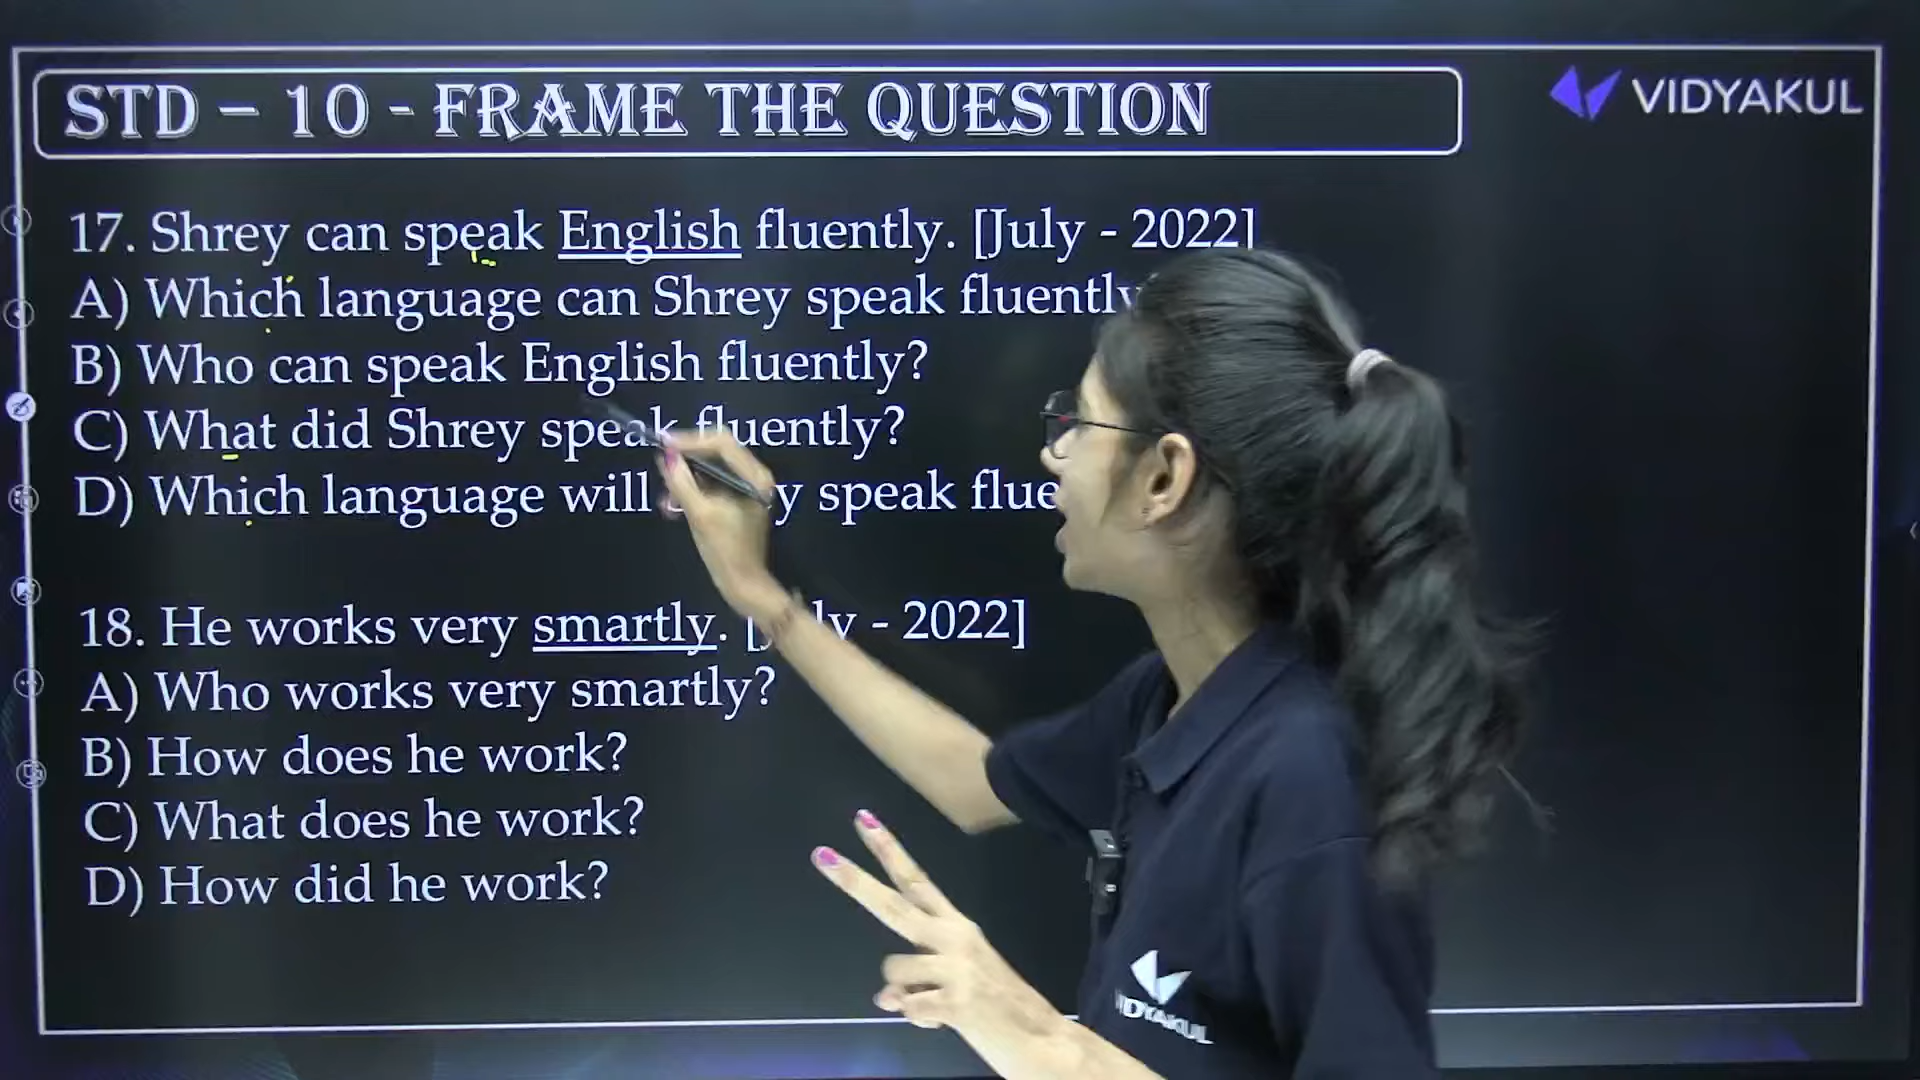 STD – 10 - FRAME THE QUESTION
VIDYAKUL
17. Shrey can speak English fluently. [July - 2022]
A) Which language can Shrey speak fluently
B) Who can speak English fluently?
C) What did Shrey speak fluently?
D) Which language will speak
18. He works very smartly. - 2022]
A) Who works very smartly?
B) How does he work?
C) What does he work?
D) How did he work?
VIDYAKUL